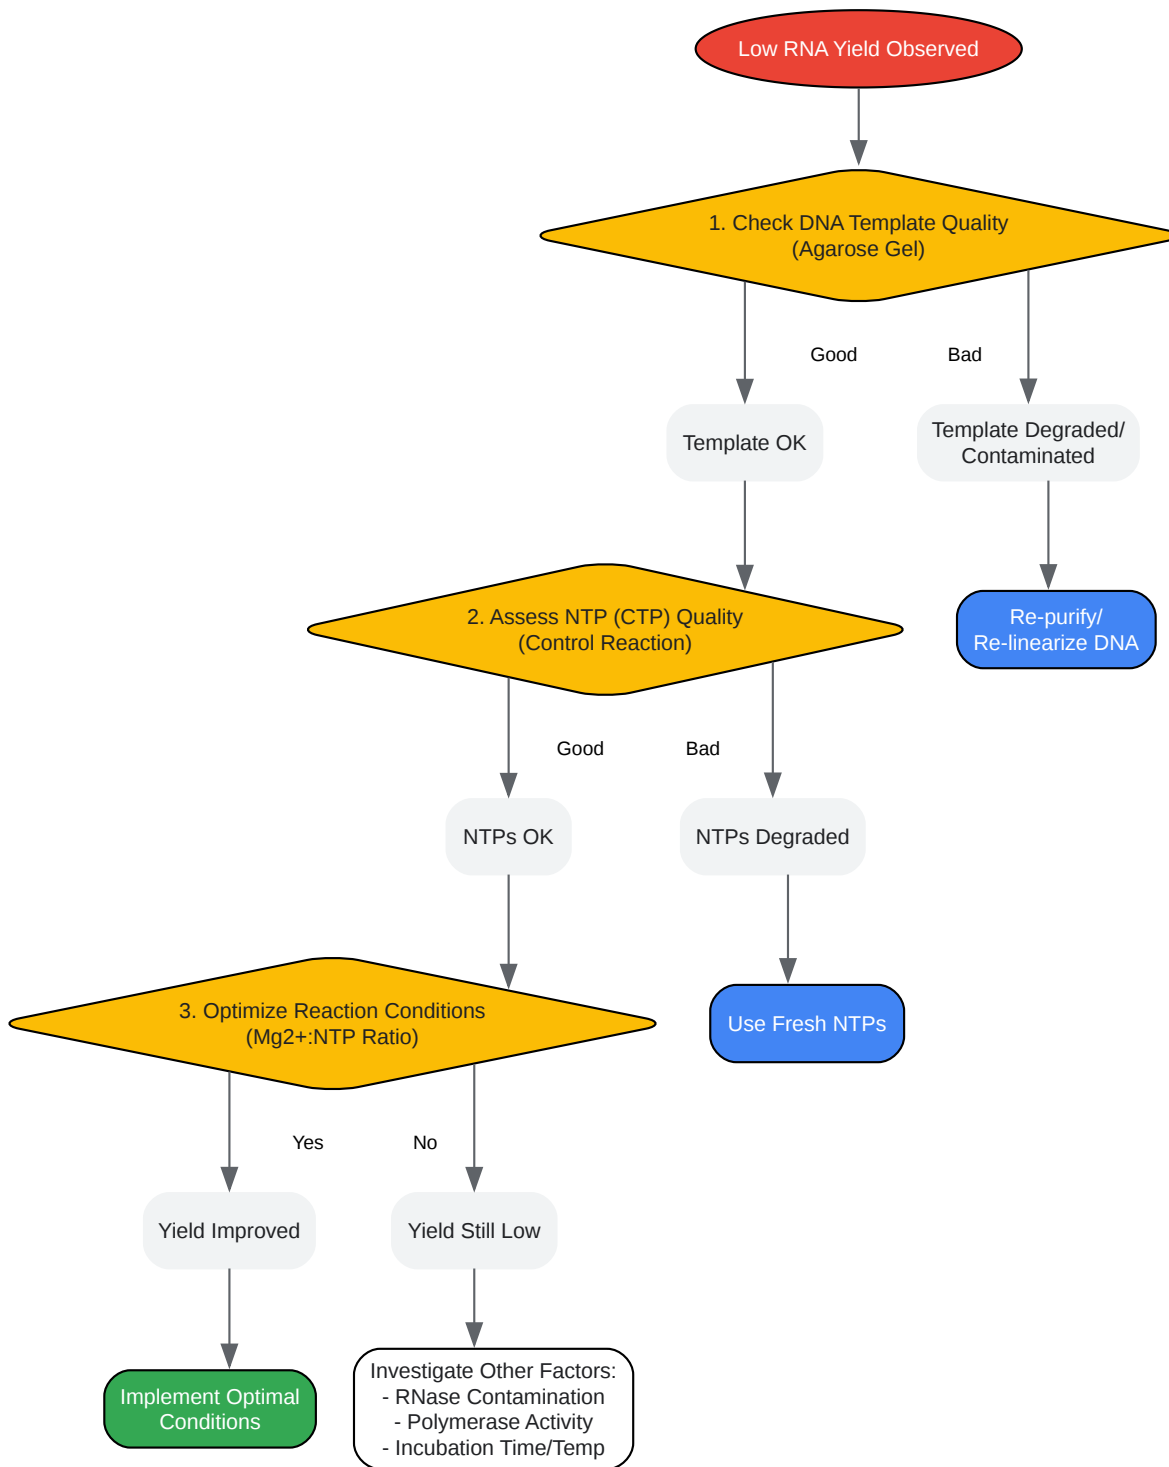 Low RNA Yield Observed
1. Check DNA Template Quality
(Agarose Gel)
Good
Bad
Template OK
Template Degraded/
Contaminated
2. Assess NTP (CTP) Quality
(Control Reaction)
Re-purify/
Re-linearize DNA
Good
Bad
NTPs OK
NTPs Degraded
3. Optimize Reaction Conditions
(Mg2+:NTP Ratio)
Use Fresh NTPs
Yes
No
Yield Improved
Yield Still Low
Implement Optimal
Conditions
Investigate Other Factors:
- RNase Contamination
- Polymerase Activity
- Incubation Time/Temp